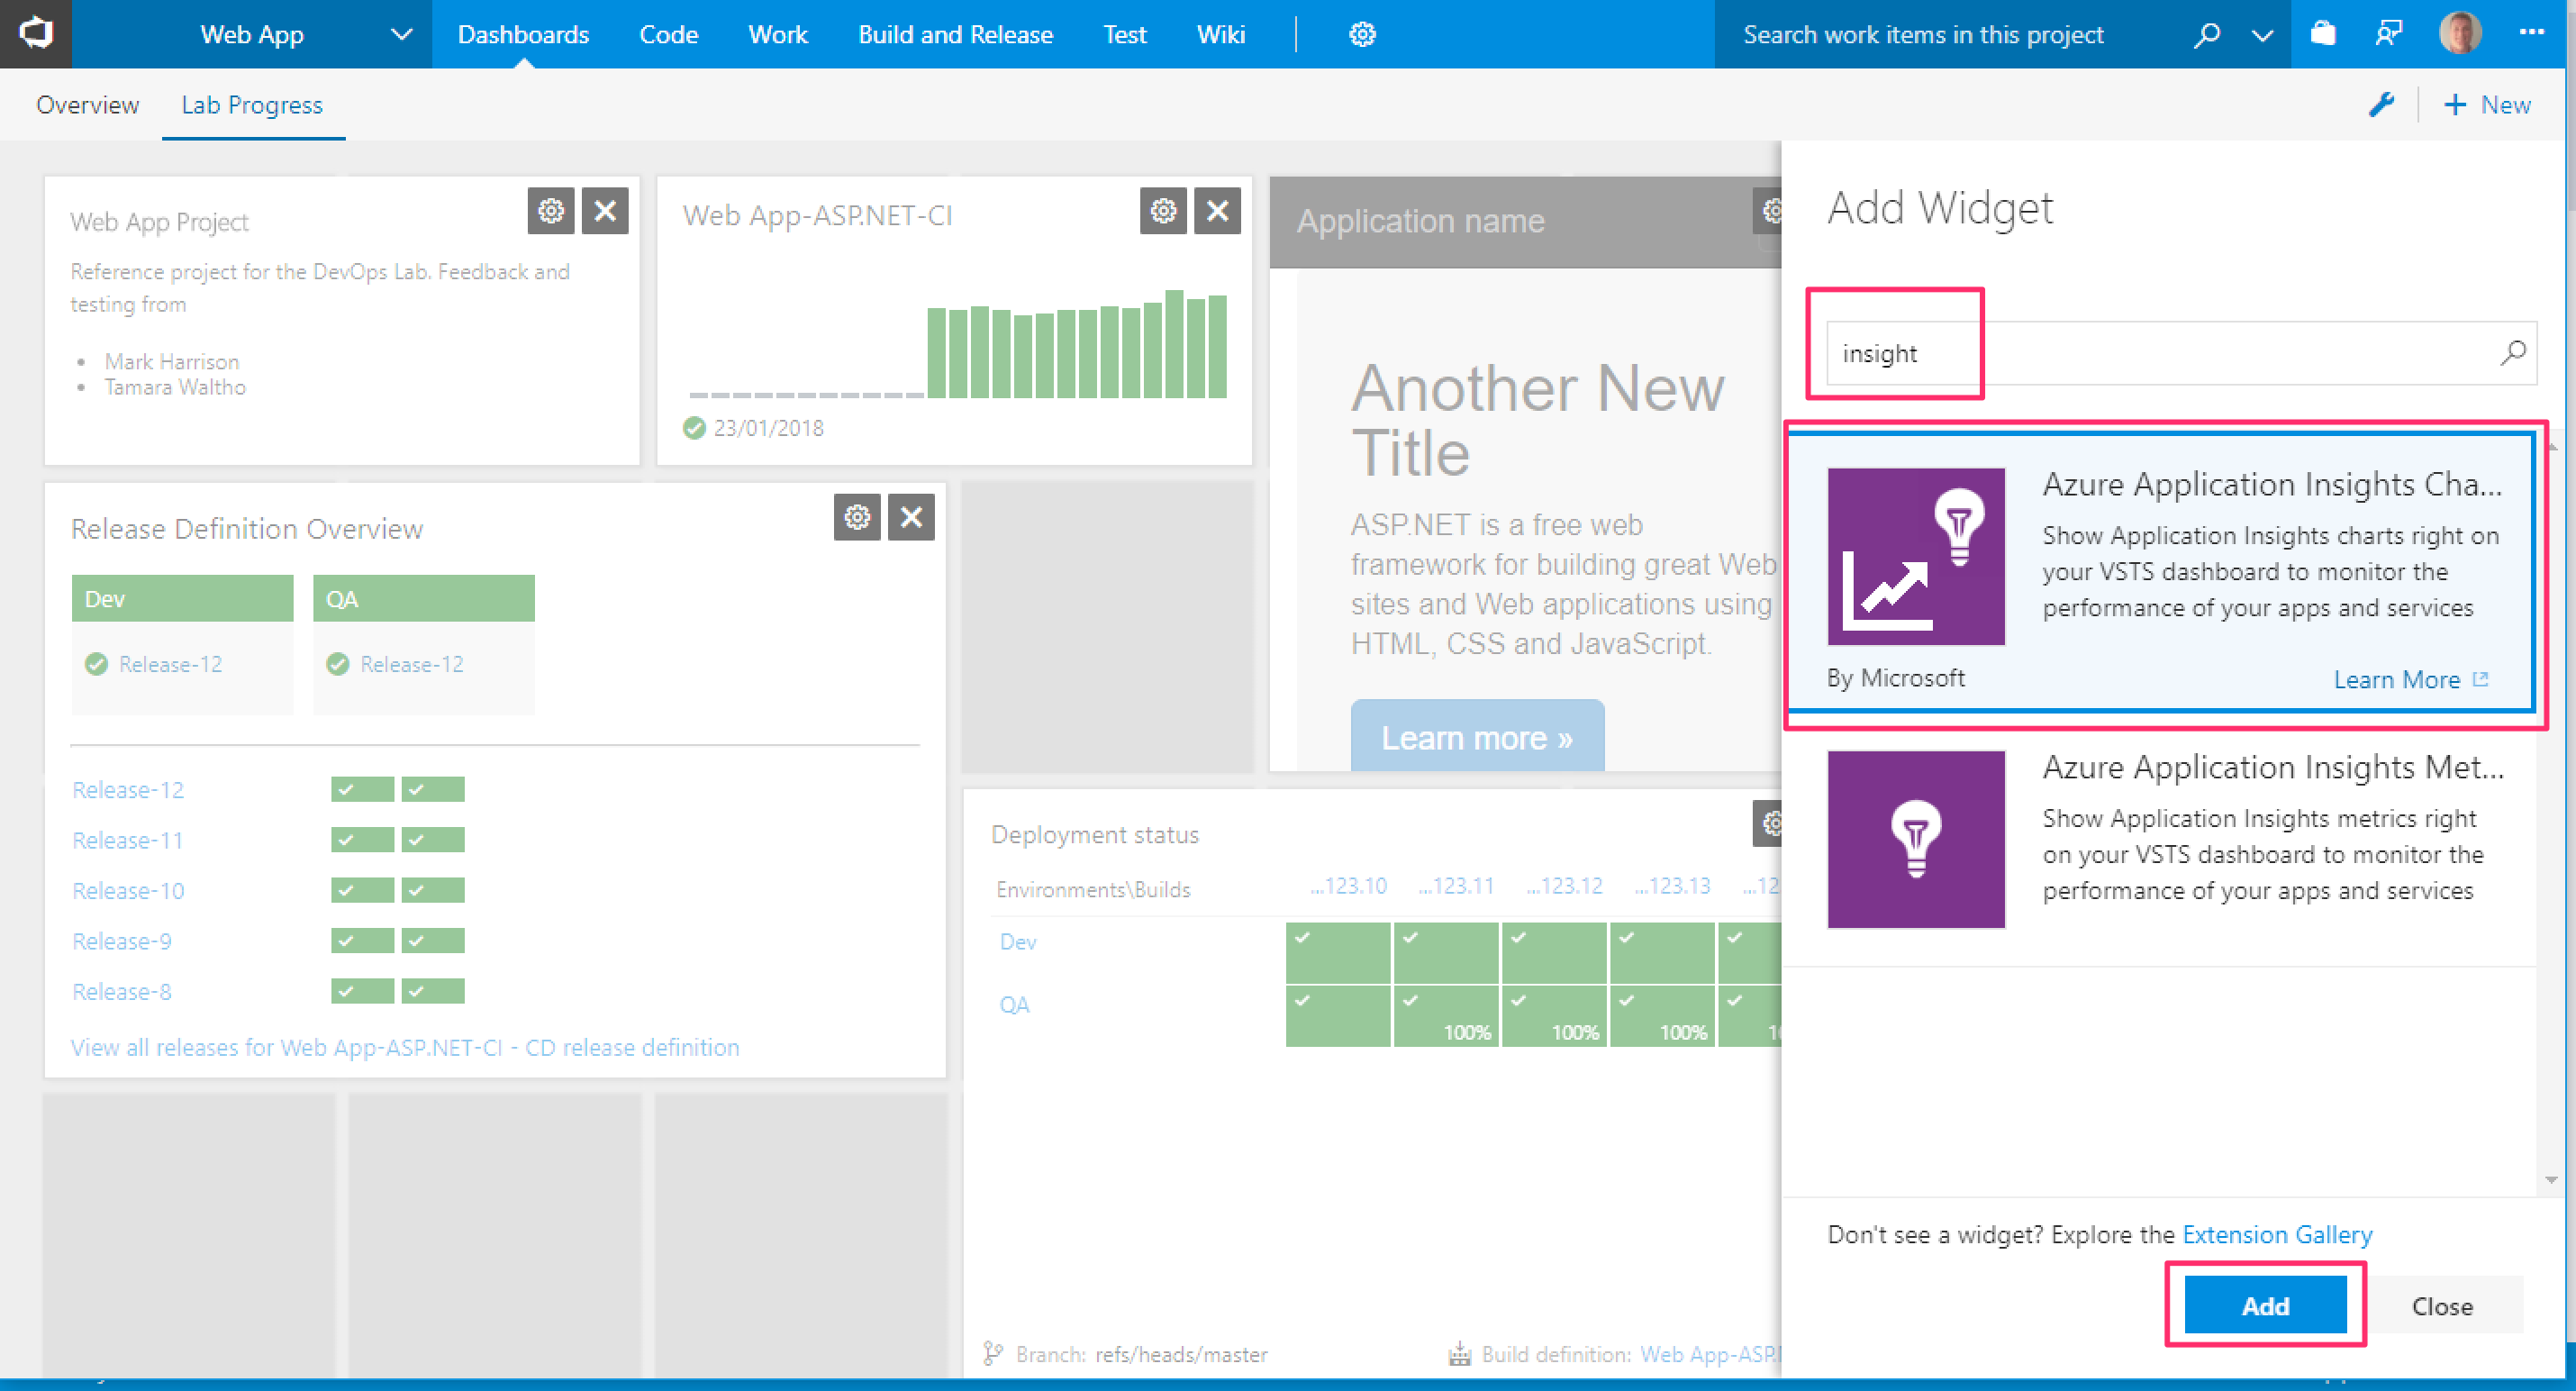 Web App
Dashboards
Code
Work
Build and Release
Test
Wiki
Search work items in this project
Overview
Lab Progress
New
Web App Project
Reference project for the DevOps Lab. Feedback and
testing from
Mark Harrison
Tamara Waltho
Web App-ASP.NET-CI
23/01/2018
Application name
Another New
Title
ASP.NET is a free web
framework for building great Web
sites and Web applications using
HTML, CSS and JavaScript.
Learn more »
Release Definition Overview
Dev
QA
Release-12
Release-12
Release-12
Release-11
Release-10
Release-9
Release-8
View all releases for Web App-ASP.NET-CI - CD release definition
Deployment status
Environments\Builds
...123.10
...123.11
...123.12
...123.13
...12
Dev
QA
100%
100%
100%
Branch: refs/heads/master
Build definition: Web App-ASP.
Add Widget
insight
Azure Application Insights Cha...
Show Application Insights charts right on
your VSTS dashboard to monitor the
performance of your apps and services
By Microsoft
Learn More
Azure Application Insights Met...
Show Application Insights metrics right
on your VSTS dashboard to monitor the
performance of your apps and services
Don't see a widget? Explore the Extension Gallery
Add
Close